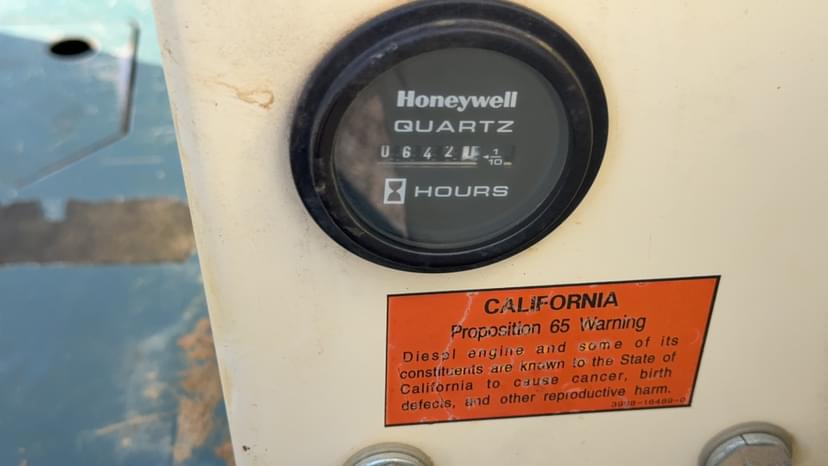 Honeywell
QUARTZ
0642 1/10
HOURS
CALIFORNIA
Proposition 65 Warning
Diesel engine and some of its
constituents are known to the State of
California to cause cancer, birth
defects, and other reproductive harm.